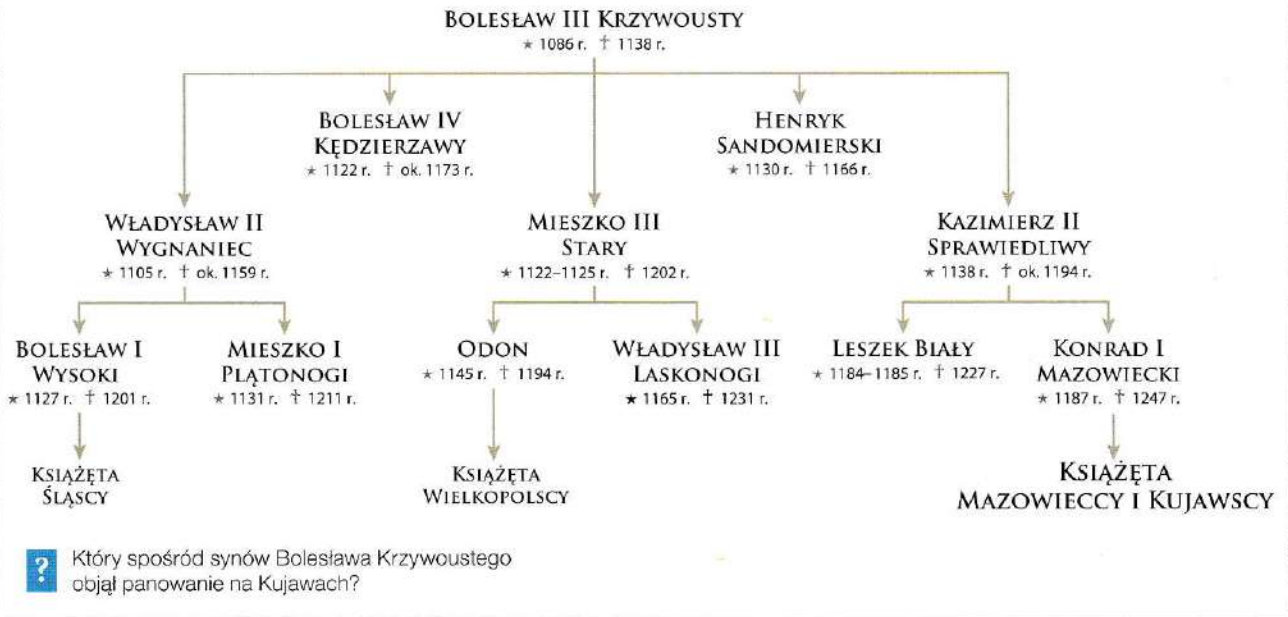 BOLESŁAW III KRZYWOUSTY
★ 1086 r. † 1138 r.
BOLESŁAW IV
KĘDZIERZAWY
★ 1122 r. † ok. 1173 r.
HENRYK
SANDOMIERSKI
★ 1130 r. † 1166 r.
WŁADYSŁAW II
WYGNANIEC
★ 1105 r. † ok. 1159 r.
MIESZKO III
STARY
★ 1122–1125 r. † 1202 r.
KAZIMIERZ II
SPRAWIEDLIWY
★ 1138 r. † ok. 1194 r.
BOLESŁAW I
WYSOKI
★ 1127 r. † 1201 r.
MIESZKO I
PLĄTONOGI
★ 1131 r. † 1211 r.
ODON
★ 1145 r. † 1194 r.
WŁADYSŁAW III
LASKONOGI
★ 1165 r. † 1231 r.
LESZEK BIAŁY
★ 1184–1185 r. † 1227 r.
KONRAD I
MAZOWIECKI
★ 1187 r. † 1247 r.
KSIĄŻĘTA
ŚLĄSCY
KSIĄŻĘTA
WIELKOPOLSCY
KSIĄŻĘTA
MAZOWIECCY I KUJAWSCY
? Który spośród synów Bolesława Krzywoustego
objął panowanie na Kujawach?